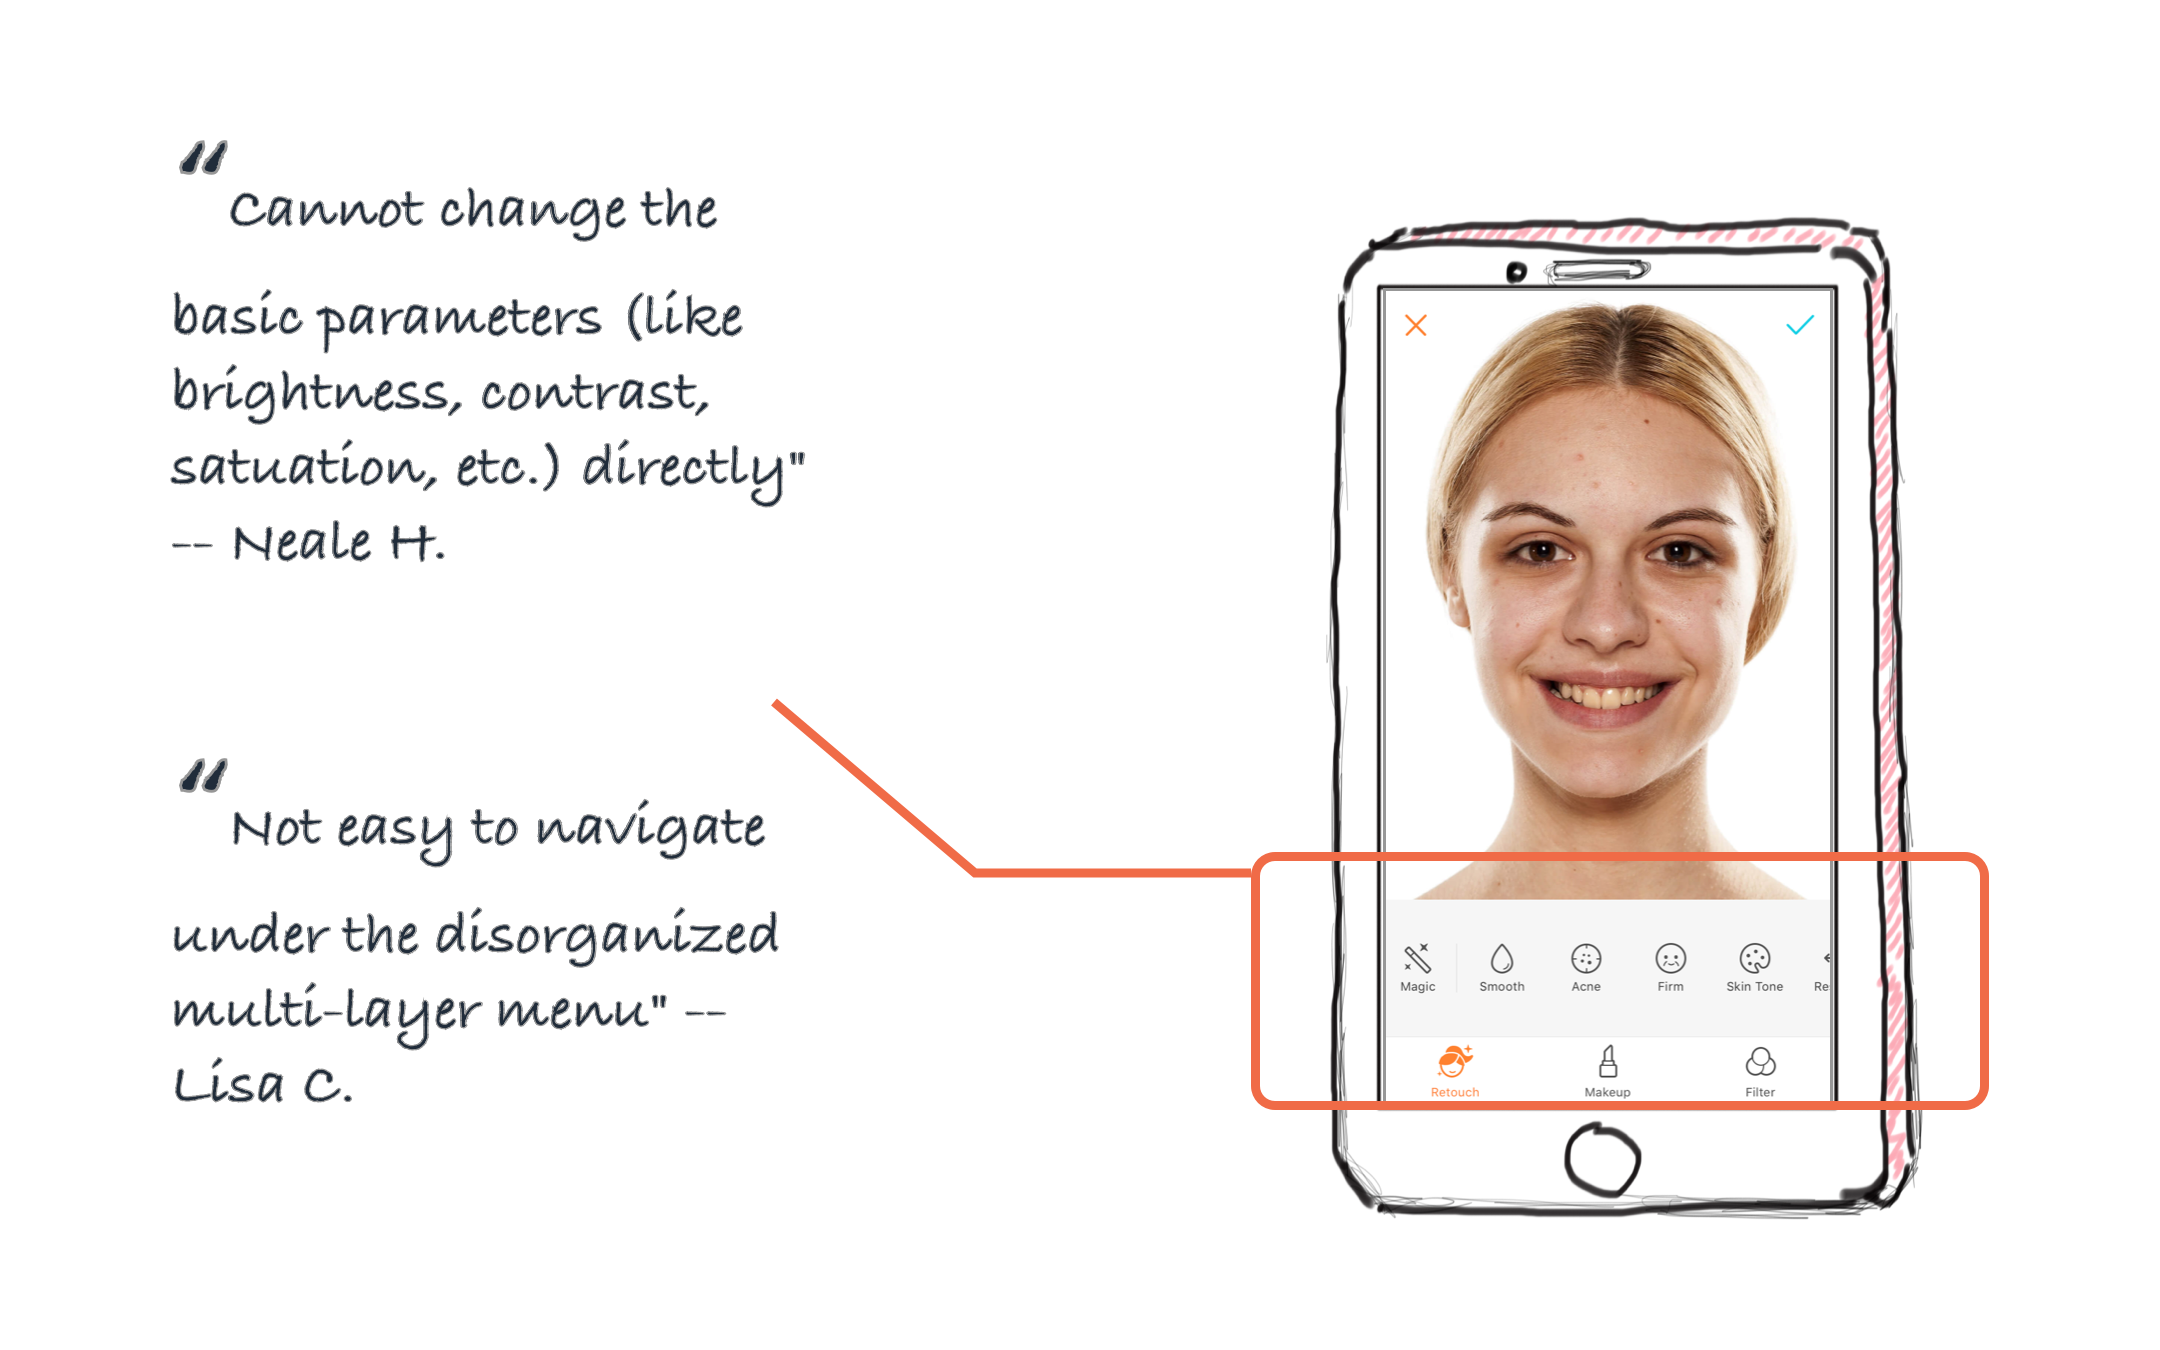 “Cannot change the
basic parameters (like
brightness, contrast,
satuation, etc.) directly"
-- Neale H.
“Not easy to navigate
under the disorganized
multi-layer menu" --
Lisa C.
Magic Smooth Acne Firm Skin Tone Re
Retouch Makeup Filter